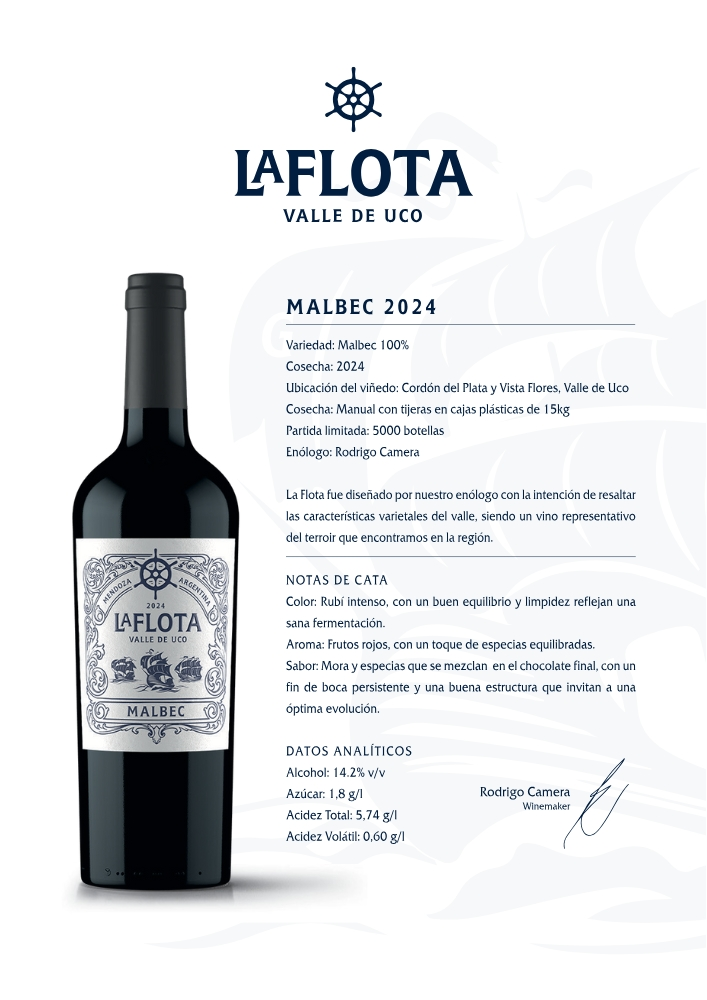 LAFLOTA
VALLE DE UCO
MALBEC 2024
Variedad: Malbec 100%
Cosecha: 2024
Ubicación del viñedo: Cordón del Plata y Vista Flores, Valle de Uco
Cosecha: Manual con tijeras en cajas plásticas de 15kg
Partida limitada: 5000 botellas
Enólogo: Rodrigo Camera
La Flota fue diseñado por nuestro enólogo con la intención de resaltar
las características varietales del valle, siendo un vino representativo
del terroir que encontramos en la región.
NOTAS DE CATA
Color: Rubí intenso, con un buen equilibrio y limpidez reflejan una
sana fermentación.
Aroma: Frutos rojos, con un toque de especias equilibradas.
Sabor: Mora y especias que se mezclan en el chocolate final, con un
fin de boca persistente y una buena estructura que invitan a una
óptima evolución.
DATOS ANALÍTICOS
Alcohol: 14.2% v/v
Azúcar: 1,8 g/l
Acidez Total: 5,74 g/l
Acidez Volátil: 0,60 g/l
Rodrigo Camera
Winemaker
MENDOZA ARGENTINA
2024
LAFLOTA
VALLE DE UCO
MALBEC